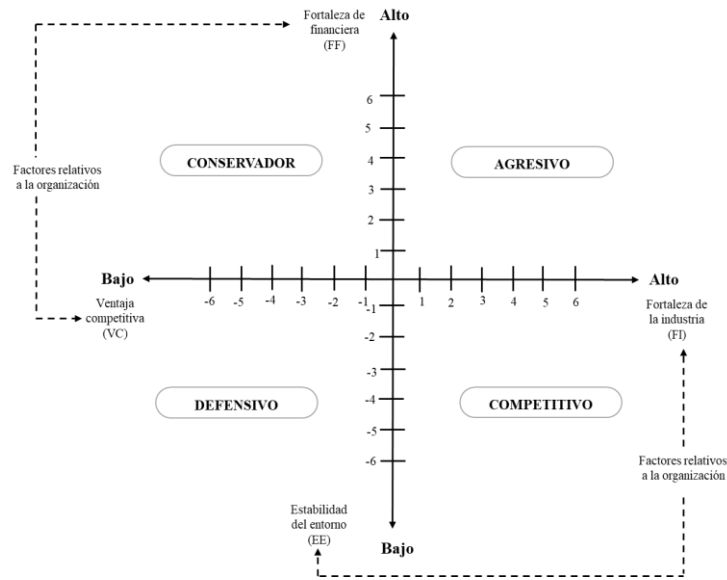 Fortaleza de
financiera
(FF)
Alto
6
5
CONSERVADOR
AGRESIVO
4
Factores relativos
a la organización
3
2
1
Bajo
Alto
-6 -5 -4 -3 -2 -1 1 2 3 4 5 6
Ventaja
competitiva
(VC)
Fortaleza de
la industria
(FI)
-1
-2
-3
DEFENSIVO
COMPETITIVO
-4
-5
-6
Factores relativos
a la organización
Estabilidad
del entorno
(EE)
Bajo